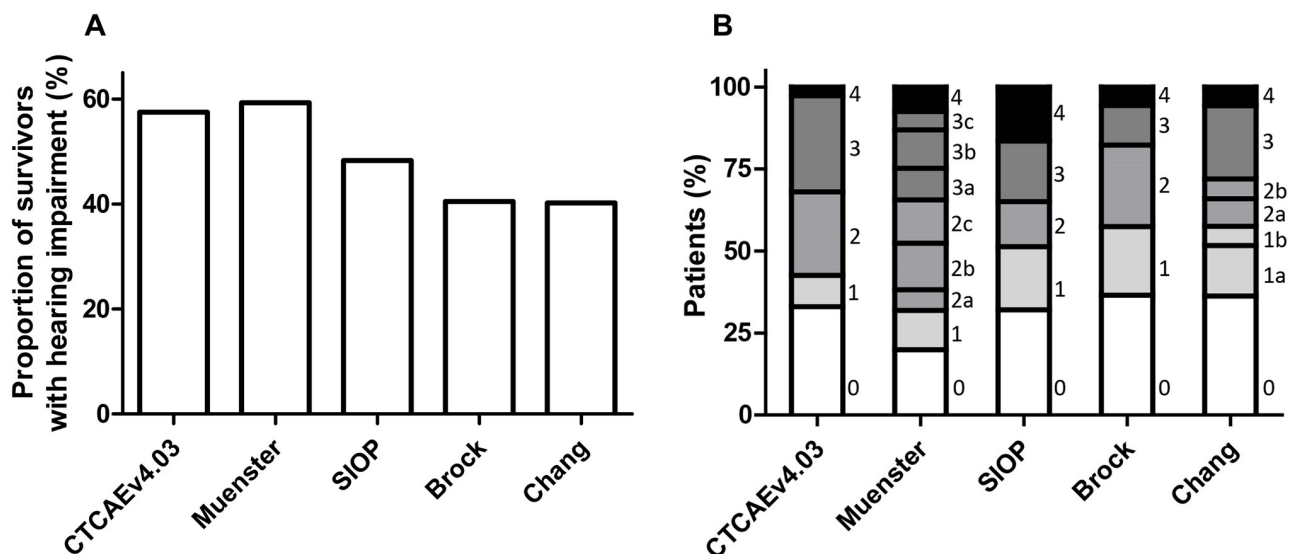 A
Proportion of survivors
with hearing impairment (%)
60
40
20
0
CTCAEv4.03
Muenster
SIOP
Brock
Chang
B
Patients (%)
100
75
50
25
0
4
3
2
1
0
4
3c
3b
3a
2c
2b
2a
1
0
4
3
2
1
0
4
3
2
1
0
4
3
2b
2a
1b
1a
0
CTCAEv4.03
Muenster
SIOP
Brock
Chang